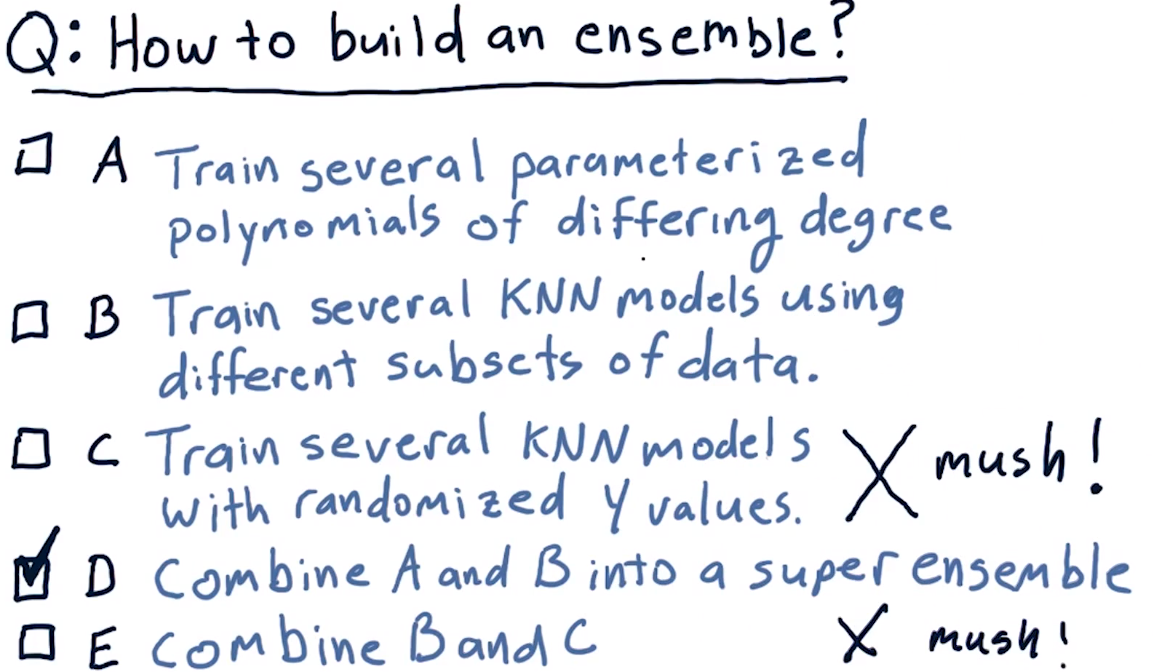 Q: How to build an ensemble?
A Train several parameterized
polynomials of differing degree
B Train several KNN models using
different subsets of data.
C Train several KNN models
with randomized Y values.
X mush!
D Combine A and B into a super ensemble
E Combine B and C X mush!